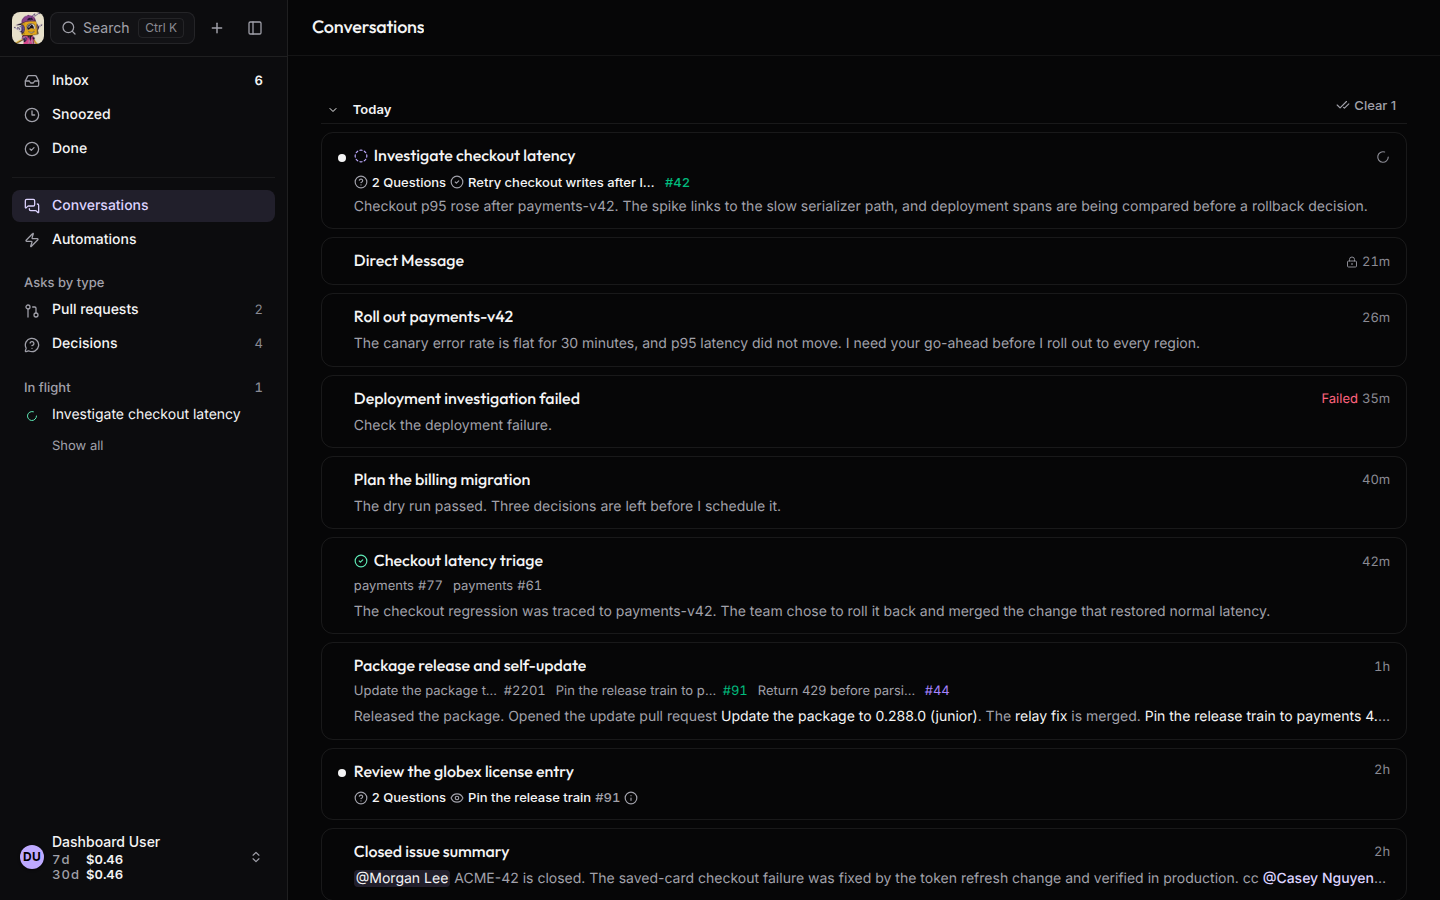 Search Ctrl K
Conversations
Inbox 6
Snoozed
Done
Conversations
Automations
Asks by type
Pull requests 2
Decisions 4
In flight 1
Investigate checkout latency
Show all
Dashboard User
DU
7d $0.46
30d $0.46
Today
Clear 1
Investigate checkout latency
2 Questions Retry checkout writes after l... #42
Checkout p95 rose after payments-v42. The spike links to the slow serializer path, and deployment spans are being compared before a rollback decision.
Direct Message 21m
Roll out payments-v42 26m
The canary error rate is flat for 30 minutes, and p95 latency did not move. I need your go-ahead before I roll out to every region.
Deployment investigation failed Failed 35m
Check the deployment failure.
Plan the billing migration 40m
The dry run passed. Three decisions are left before I schedule it.
Checkout latency triage 42m
payments #77 payments #61
The checkout regression was traced to payments-v42. The team chose to roll it back and merged the change that restored normal latency.
Package release and self-update 1h
Update the package t... #2201 Pin the release train to p... #91 Return 429 before parsi... #44
Released the package. Opened the update pull request Update the package to 0.288.0 (junior). The relay fix is merged. Pin the release train to payments 4....
Review the globex license entry 2h
2 Questions Pin the release train #91
Closed issue summary 2h
@Morgan Lee ACME-42 is closed. The saved-card checkout failure was fixed by the token refresh change and verified in production. cc @Casey Nguyen...